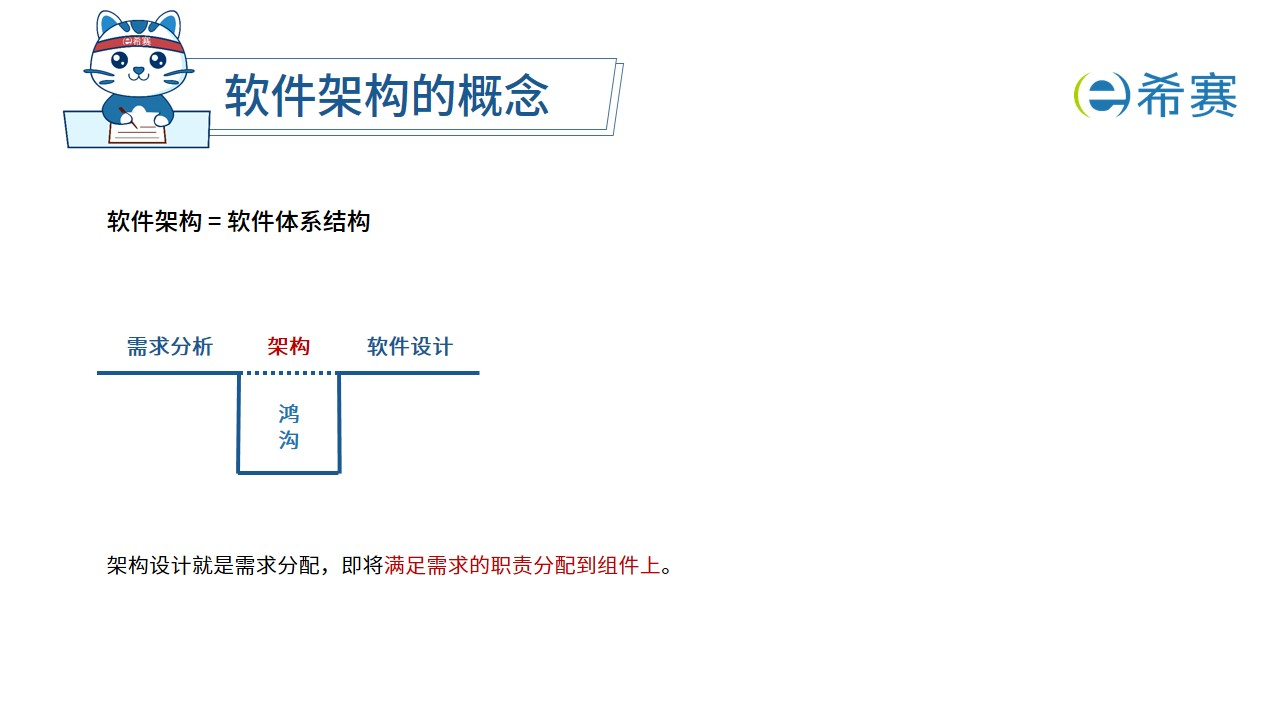 希赛
软件架构的概念
希赛
软件架构 = 软件体系结构
需求分析 架构 软件设计
鸿
沟
架构设计就是需求分配，即将满足需求的职责分配到组件上。